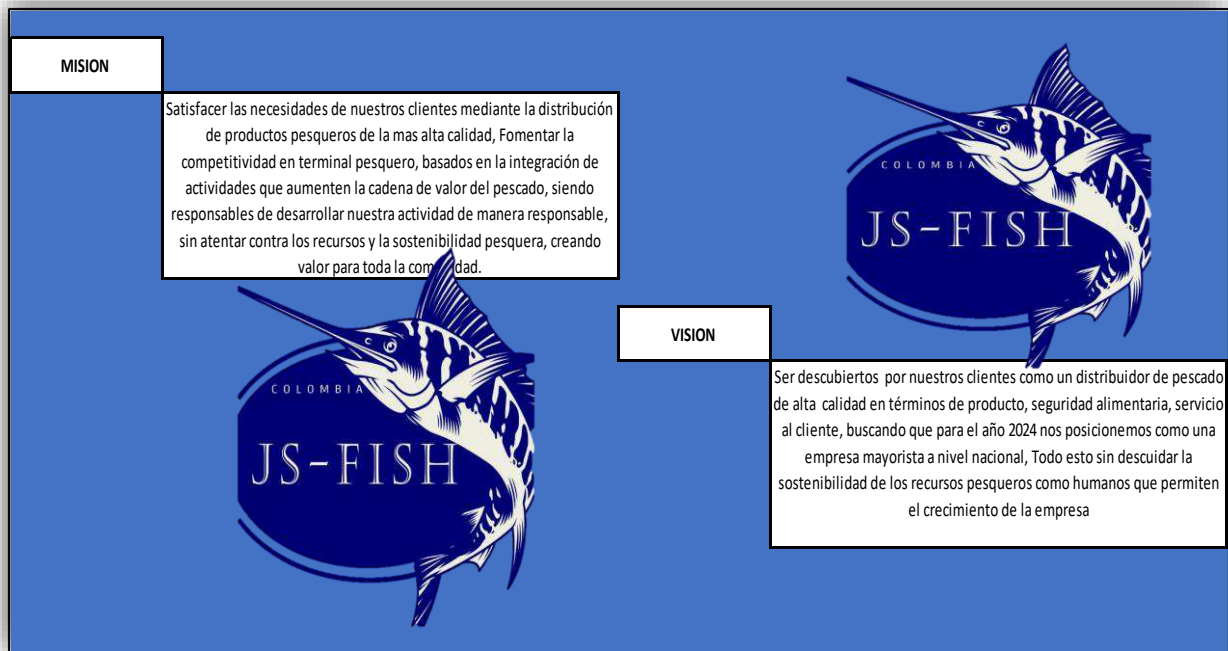 MISION
Satisfacer las necesidades de nuestros clientes mediante la distribución
de productos pesqueros de la mas alta calidad, Fomentar la
competitividad en terminal pesquero, basados en la integración de
actividades que aumenten la cadena de valor del pescado, siendo
responsables de desarrollar nuestra actividad de manera responsable,
sin atentar contra los recursos y la sostenibilidad pesquera, creando
valor para toda la
COLOMBIA
JS-FISH
VISION
Ser descubiertos por nuestros clientes como un distribuidor de pescado
de alta calidad en términos de producto, seguridad alimentaria, servicio
al cliente, buscando que para el año 2024 nos posicionemos como una
empresa mayorista a nivel nacional, Todo esto sin descuidar la
sostenibilidad de los recursos pesqueros como humanos que permiten
el crecimiento de la empresa
COLOMBIA
JS-FISH